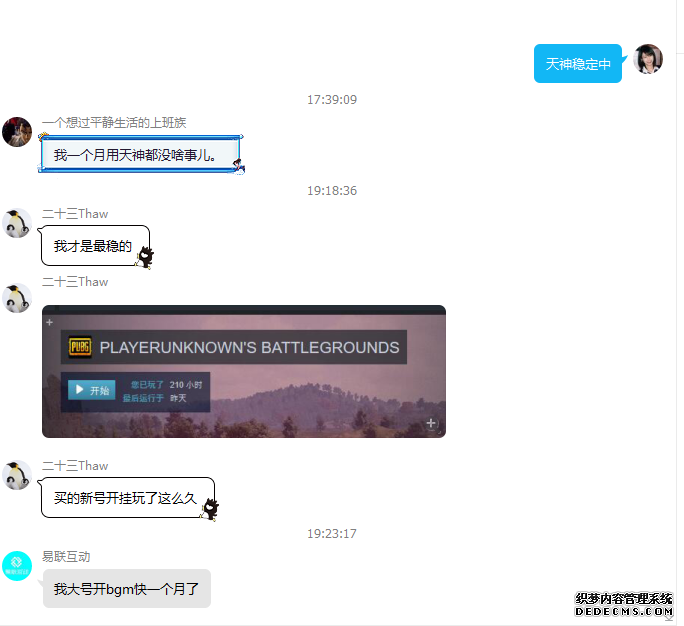 天神稳定中
17:39:09
一个想过平静生活的上班族
我一个月用天神都没啥事儿。
19:18:36
二十三Thaw
我才是最稳的
二十三Thaw
PUBG PLAYERUNKNOWN'S BATTLEGROUNDS
开始 您已玩了 210 小时
最后运行于 昨天
二十三Thaw
买的新号开挂玩了这么久
19:23:17
易联互动
我大号开bgm快一个月了
织梦内容管理系统
DEDECMS.COM